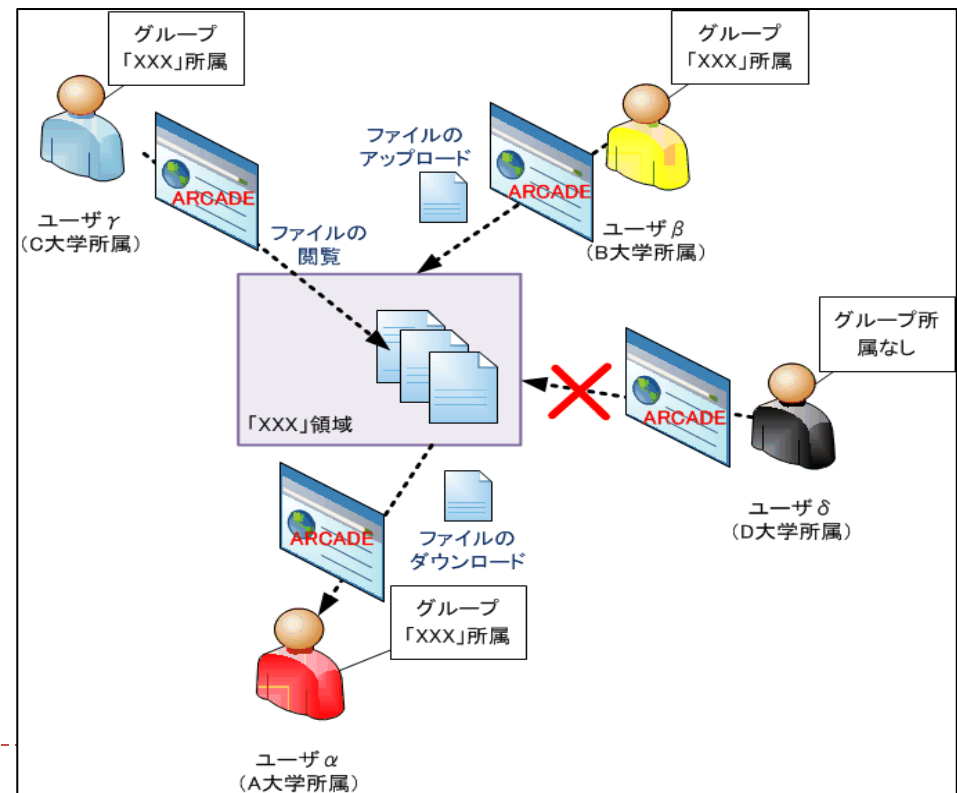 グループ
「XXX」所属
グループ
「XXX」所属
ファイルの
アップロード
ARCADE
ARCADE
ユーザγ
(C大学所属)
ファイルの
閲覧
ユーザβ
(B大学所属)
グループ所
属なし
「XXX」領域
ARCADE
ユーザδ
(D大学所属)
ARCADE
ファイルの
ダウンロード
グループ
「XXX」所属
ユーザα
(A大学所属)